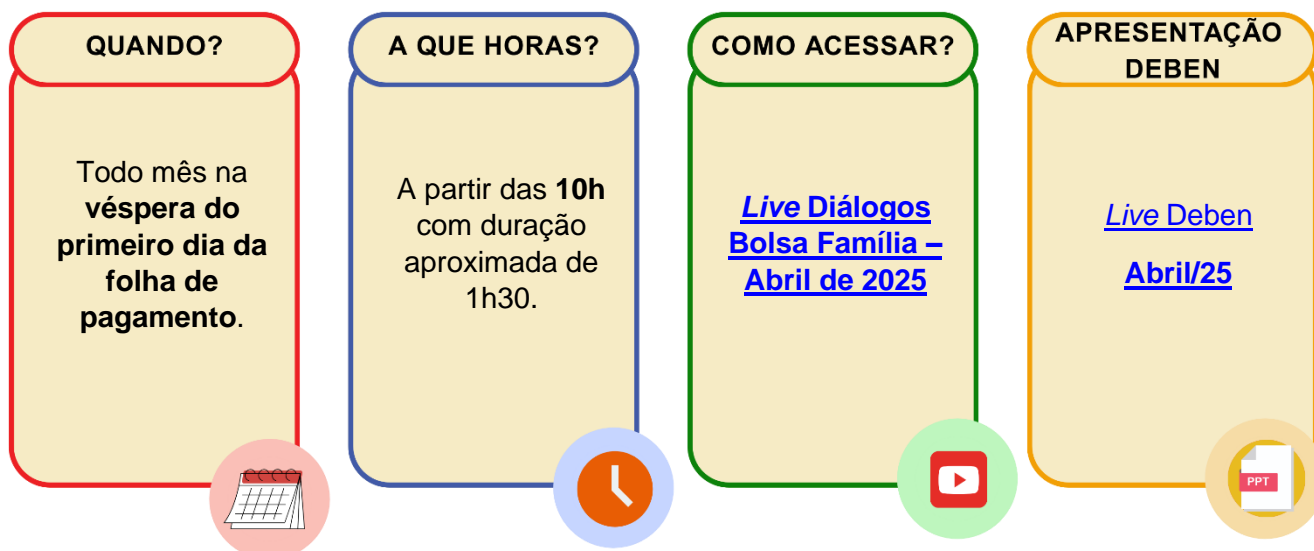 QUANDO?
Todo mês na
véspera do
primeiro dia da
folha de
pagamento.
A QUE HORAS?
A partir das 10h
com duração
aproximada de
1h30.
COMO ACESSAR?
Live Diálogos
Bolsa Família –
Abril de 2025
APRESENTAÇÃO
DEBEN
Live Deben
Abril/25
PPT